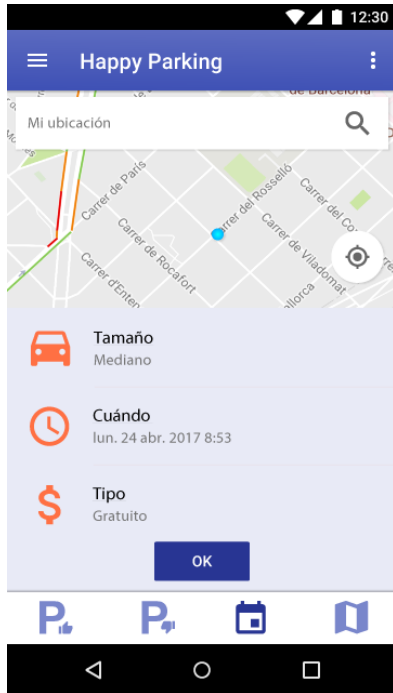 12:30
Happy Parking
de Barcelona
Mi ubicación
Carrer de París
Carrer del Rosselló
Carrer de Rocafort
Carrer de Viladomat
Carrer d'Enten
allorca
Carrer del Co
Tamaño
Mediano
Cuándo
lun. 24 abr. 2017 8:53
Tipo
Gratuito
OK
P
P